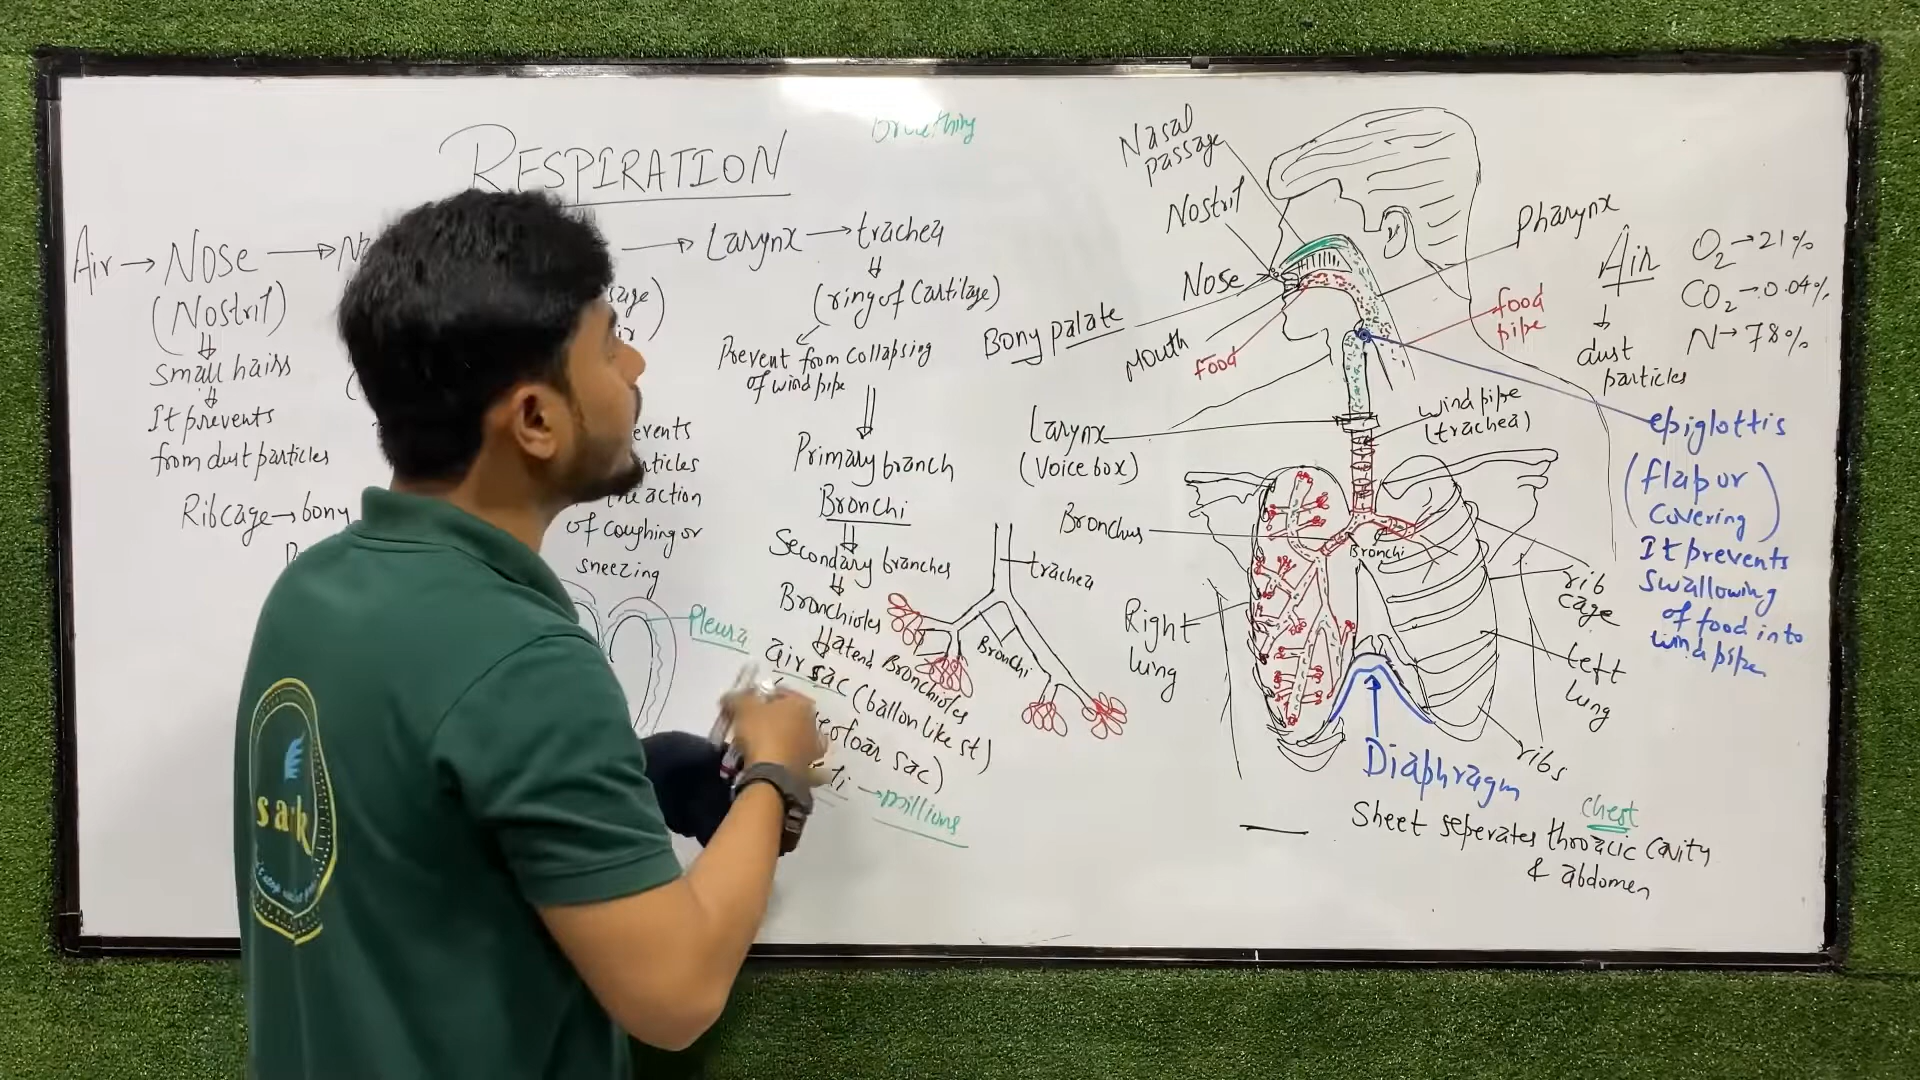 Breathing
RESPIRATION
Air → Nose → → Larynx → trachea
(Nostril)
small hairs
It prevents
from dust particles
Ribcage → bony
of coughing or
sneezing
Pleura
(ring of Cartilage)
Prevent from Collapsing
of wind pipe
Primary branch
Bronchi
Secondary branches
Bronchioles
at end Bronchioles
air sac (ballon like st)
sac)
→ millions
trachea
Bronchi
Nasal
passage
Nostril
Nose
Bony palate
Mouth
food
Larynx
(Voice box)
Bronchus
Right
lung
Pharynx
food
pipe
wind pipe
(trachea)
Bronchi
rib
cage
Left
lung
ribs
Diaphragm
chest
Sheet seperates throacic cavity
& abdomen
Air
dust
particles
O2 → 21%
CO2 → 0.04%
N → 78%
epiglottis
(flap or
covering)
It prevents
swallowing
of food into
wind pipe
sark